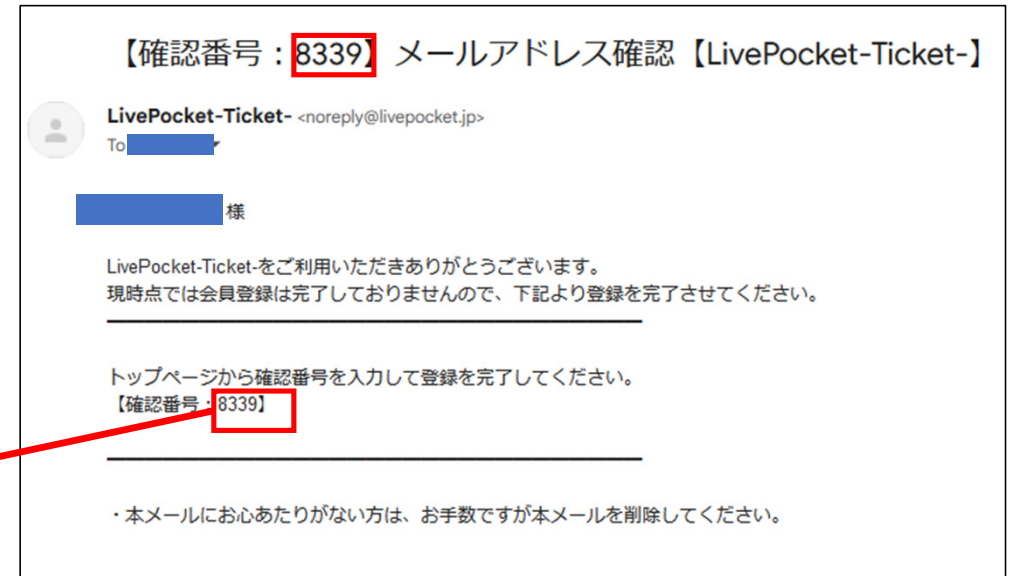 【確認番号：8339】メールアドレス確認【LivePocket-Ticket-】
LivePocket-Ticket- <noreply@livepocket.jp>
To
様
LivePocket-Ticket-をご利用いただきありがとうございます。
現時点では会員登録は完了しておりませんので、下記より登録を完了させてください。
トップページから確認番号を入力して登録を完了してください。
【確認番号：8339】
・本メールにお心あたりがない方は、お手数ですが本メールを削除してください。